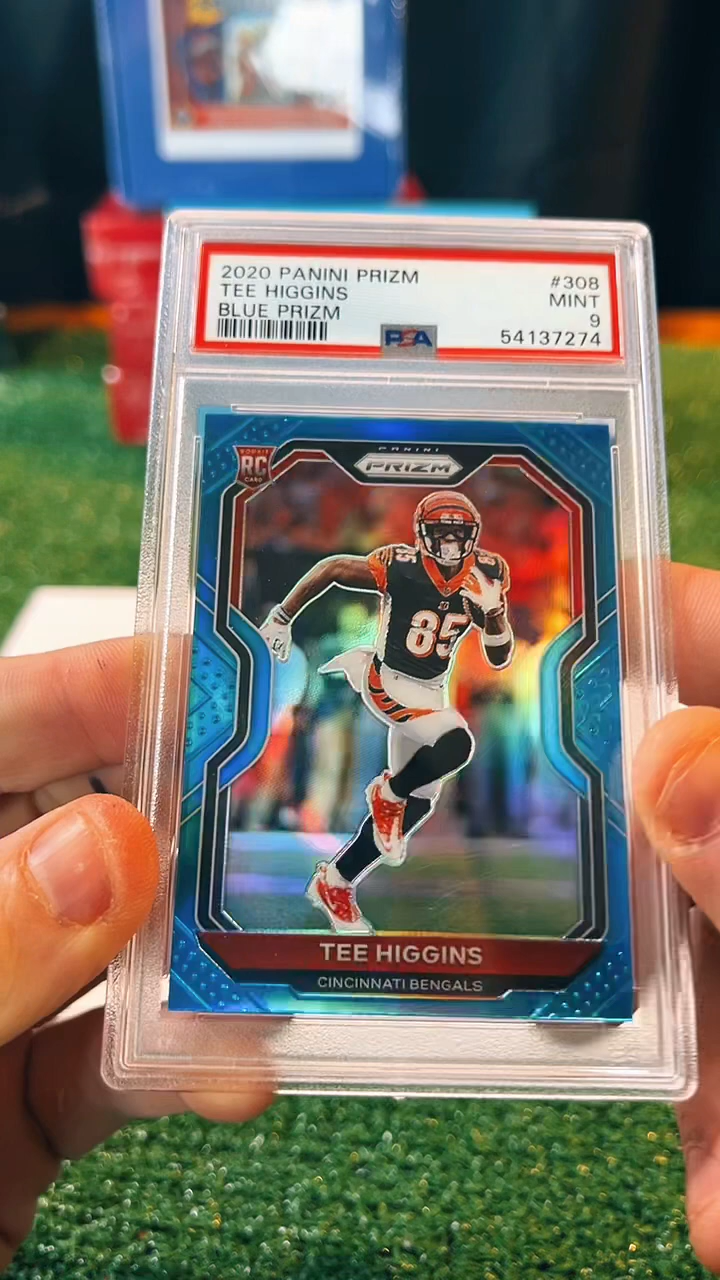 2020 PANINI PRIZM #308
TEE HIGGINS MINT
BLUE PRIZM 9
PSA 54137274
ROOKIE
RC
CARD
PANINI
PRIZM
85
85
TEE HIGGINS
CINCINNATI BENGALS